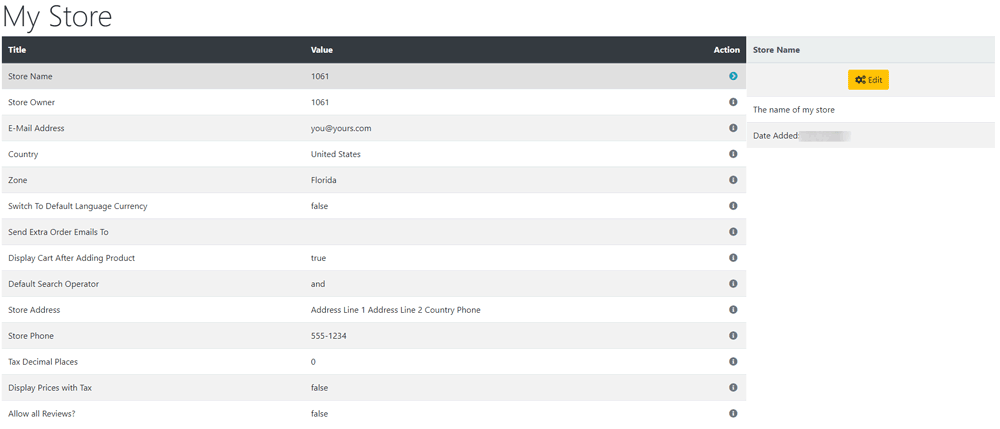 My Store
Title Value Action
Store Name 1061
Store Owner 1061
E-Mail Address you@yours.com
Country United States
Zone Florida
Switch To Default Language Currency false
Send Extra Order Emails To
Display Cart After Adding Product true
Default Search Operator and
Store Address Address Line 1 Address Line 2 Country Phone
Store Phone 555-1234
Tax Decimal Places 0
Display Prices with Tax false
Allow all Reviews? false
Store Name
Edit
The name of my store
Date Added: